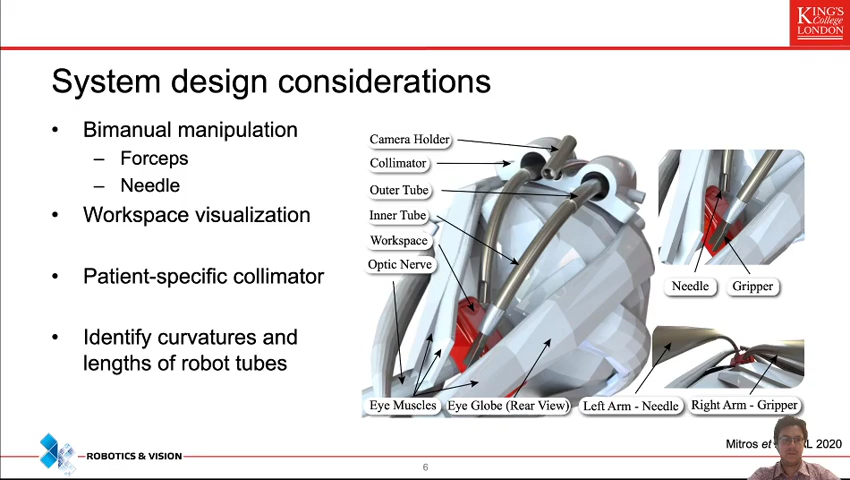 KING'S
College
LONDON
System design considerations
• Bimanual manipulation
– Forceps
– Needle
• Workspace visualization
• Patient-specific collimator
• Identify curvatures and
lengths of robot tubes
Camera Holder
Collimator
Outer Tube
Inner Tube
Workspace
Optic Nerve
Needle
Gripper
Eye Muscles
Eye Globe (Rear View)
Left Arm - Needle
Right Arm - Gripper
Mitros et
2020
ROBOTICS & VISION
6